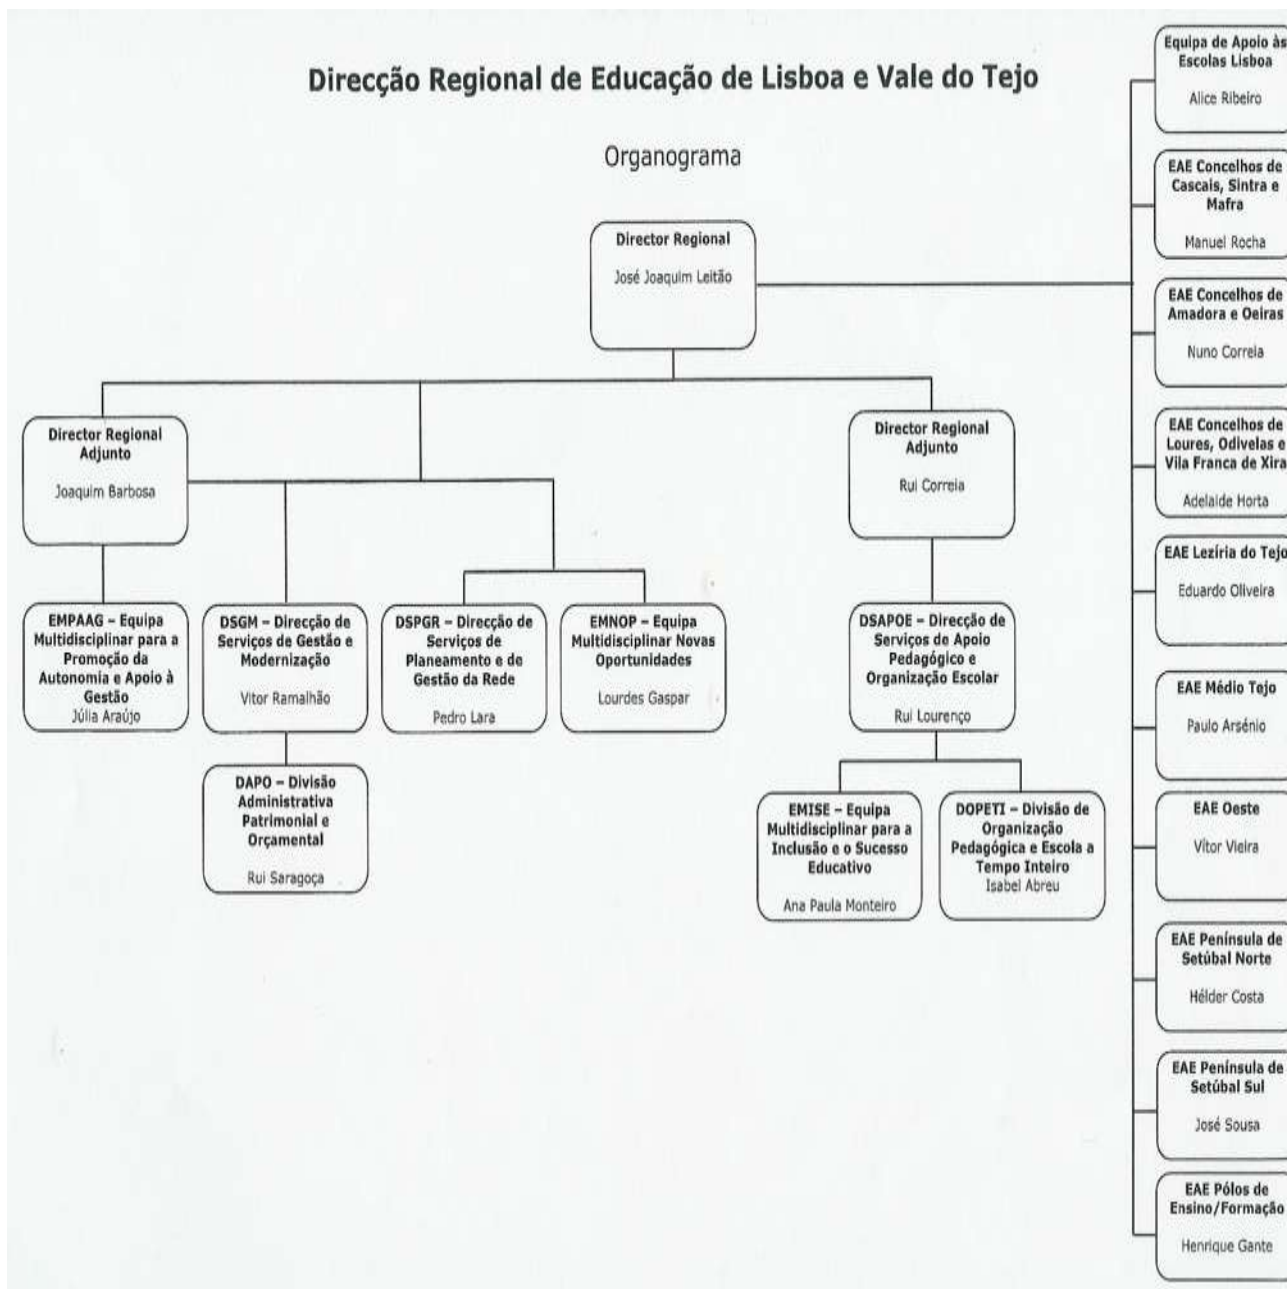 Direcção Regional de Educação de Lisboa e Vale do Tejo
Organograma
Director Regional
José Joaquim Leitão
Director Regional
Adjunto
Joaquim Barbosa
Director Regional
Adjunto
Rui Correia
EMPAAG – Equipa
Multidisciplinar para a
Promoção da
Autonomia e Apoio à
Gestão
Júlia Araújo
DSGM – Direcção de
Serviços de Gestão e
Modernização
Vitor Ramalhão
DSPGR – Direcção de
Serviços de
Planeamento e de
Gestão da Rede
Pedro Lara
EMNOP – Equipa
Multidisciplinar Novas
Oportunidades
Lourdes Gaspar
DSAPOE – Direcção de
Serviços de Apoio
Pedagógico e
Organização Escolar
Rui Lourenço
DAPO – Divisão
Administrativa
Patrimonial e
Orçamental
Rui Saragoça
EMISE – Equipa
Multidisciplinar para a
Inclusão e o Sucesso
Educativo
Ana Paula Monteiro
DOPETI – Divisão de
Organização
Pedagógica e Escola a
Tempo Inteiro
Isabel Abreu
Equipa de Apoio às
Escolas Lisboa
Alice Ribeiro
EAE Concelhos de
Cascais, Sintra e
Mafra
Manuel Rocha
EAE Concelhos de
Amadora e Oeiras
Nuno Correia
EAE Concelhos de
Loures, Odivelas e
Vila Franca de Xira
Adelaide Horta
EAE Lezíria do Tejo
Eduardo Oliveira
EAE Médio Tejo
Paulo Arsénio
EAE Oeste
Vítor Vieira
EAE Península de
Setúbal Norte
Hélder Costa
EAE Península de
Setúbal Sul
José Sousa
EAE Pólos de
Ensino/Formação
Henrique Gante